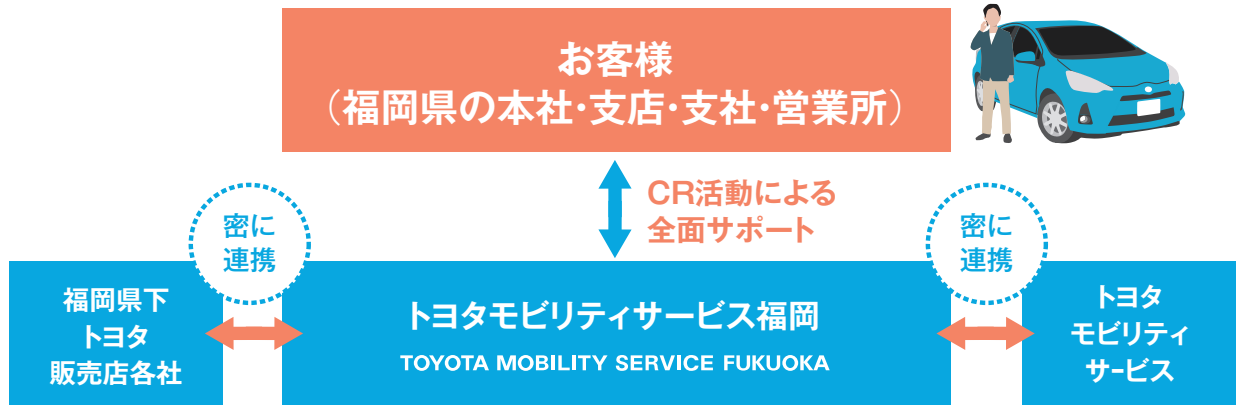 お客様
（福岡県の本社・支店・支社・営業所）
CR活動による
全面サポート
密に
連携
密に
連携
福岡県下
トヨタ
販売店各社
トヨタモビリティサービス福岡
TOYOTA MOBILITY SERVICE FUKUOKA
トヨタ
モビリティ
サービス